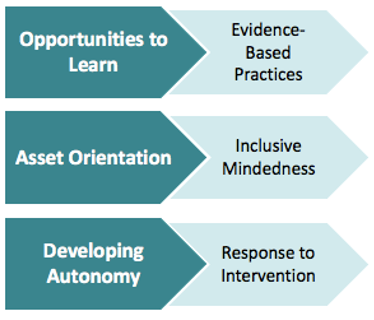 Opportunities to
Learn
Evidence-
Based
Practices
Asset Orientation
Inclusive
Mindedness
Developing
Autonomy
Response to
Intervention